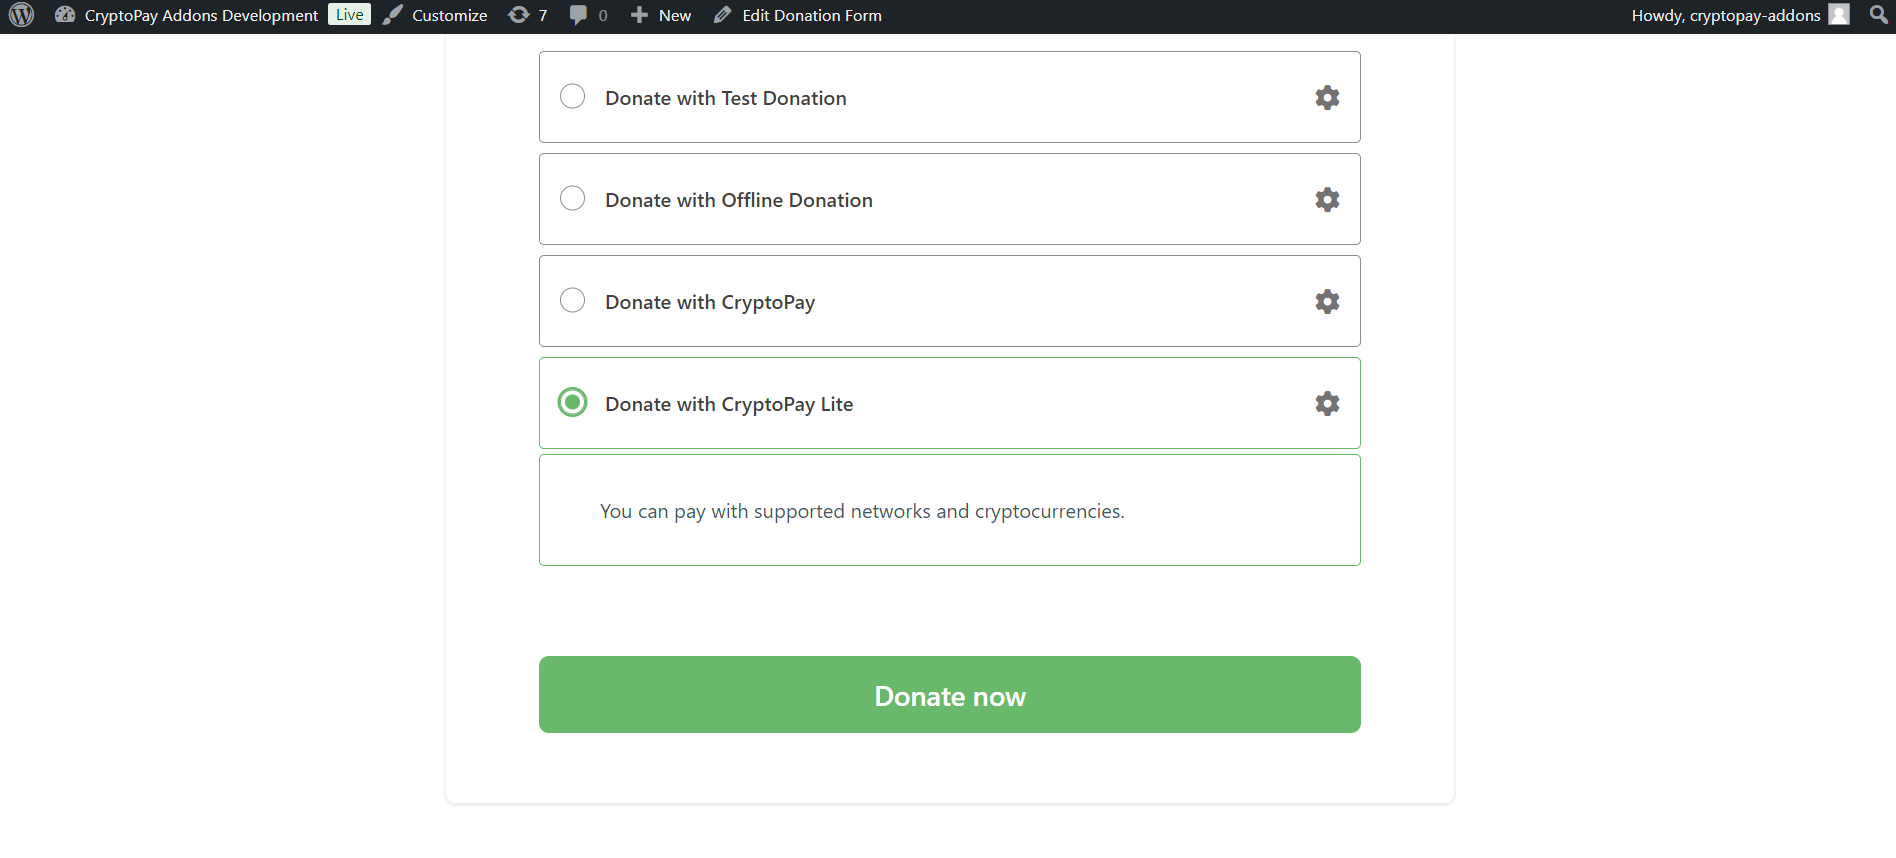 CryptoPay Addons Development Live Customize 7 0 New Edit Donation Form Howdy, cryptopay-addons
Donate with Test Donation
Donate with Offline Donation
Donate with CryptoPay
Donate with CryptoPay Lite
You can pay with supported networks and cryptocurrencies.
Donate now